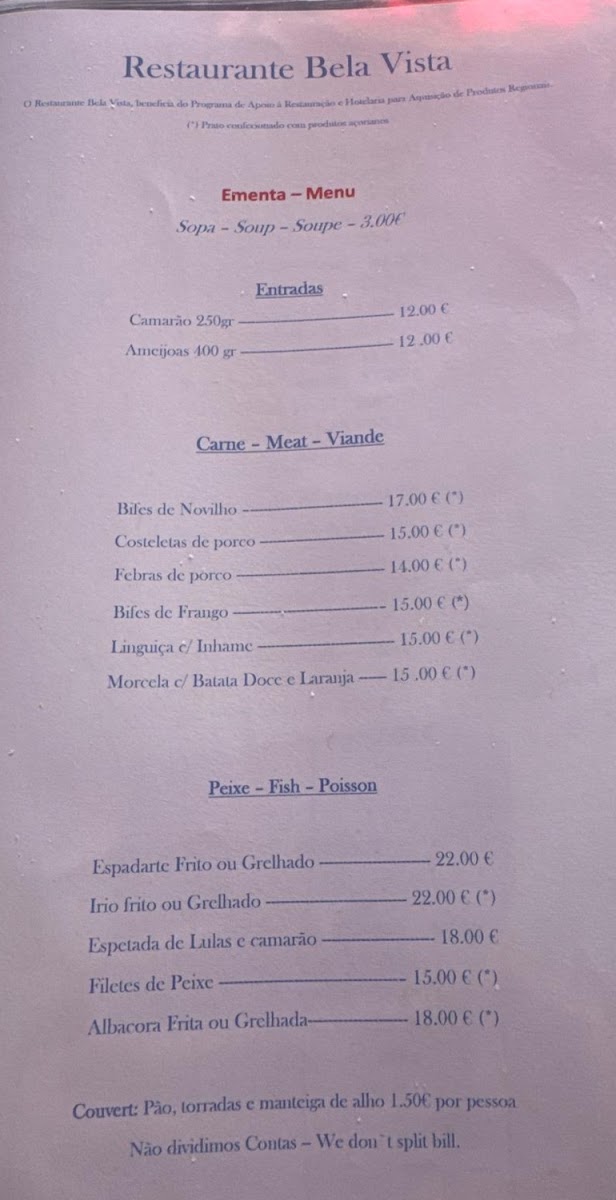 Restaurante Bela Vista
O Restaurante Bela Vista, beneficia do Programa de Apoio à Restauração e Hotelaria para Aquisição de Produtos Regionais.
(*) Prato confecionado com produtos açorianos
Ementa – Menu
Sopa – Soup – Soupe – 3.00€
Entradas
Camarão 250gr 12.00 €
Ameijoas 400 gr 12 .00 €
Carne – Meat – Viande
Bifes de Novilho 17.00 € (*)
Costeletas de porco 15.00 € (*)
Febras de porco 14.00 € (*)
Bifes de Frango 15.00 € (*)
Linguiça c/ Inhame 15.00 € (*)
Morcela c/ Batata Doce e Laranja 15 .00 € (*)
Peixe – Fish – Poisson
Espadarte Frito ou Grelhado 22.00 €
Irio frito ou Grelhado 22.00 € (*)
Espetada de Lulas e camarão 18.00 €
Filetes de Peixe 15.00 € (*)
Albacora Frita ou Grelhada 18.00 € (*)
Couvert: Pão, torradas e manteiga de alho 1.50€ por pessoa
Não dividimos Contas – We don`t split bill.